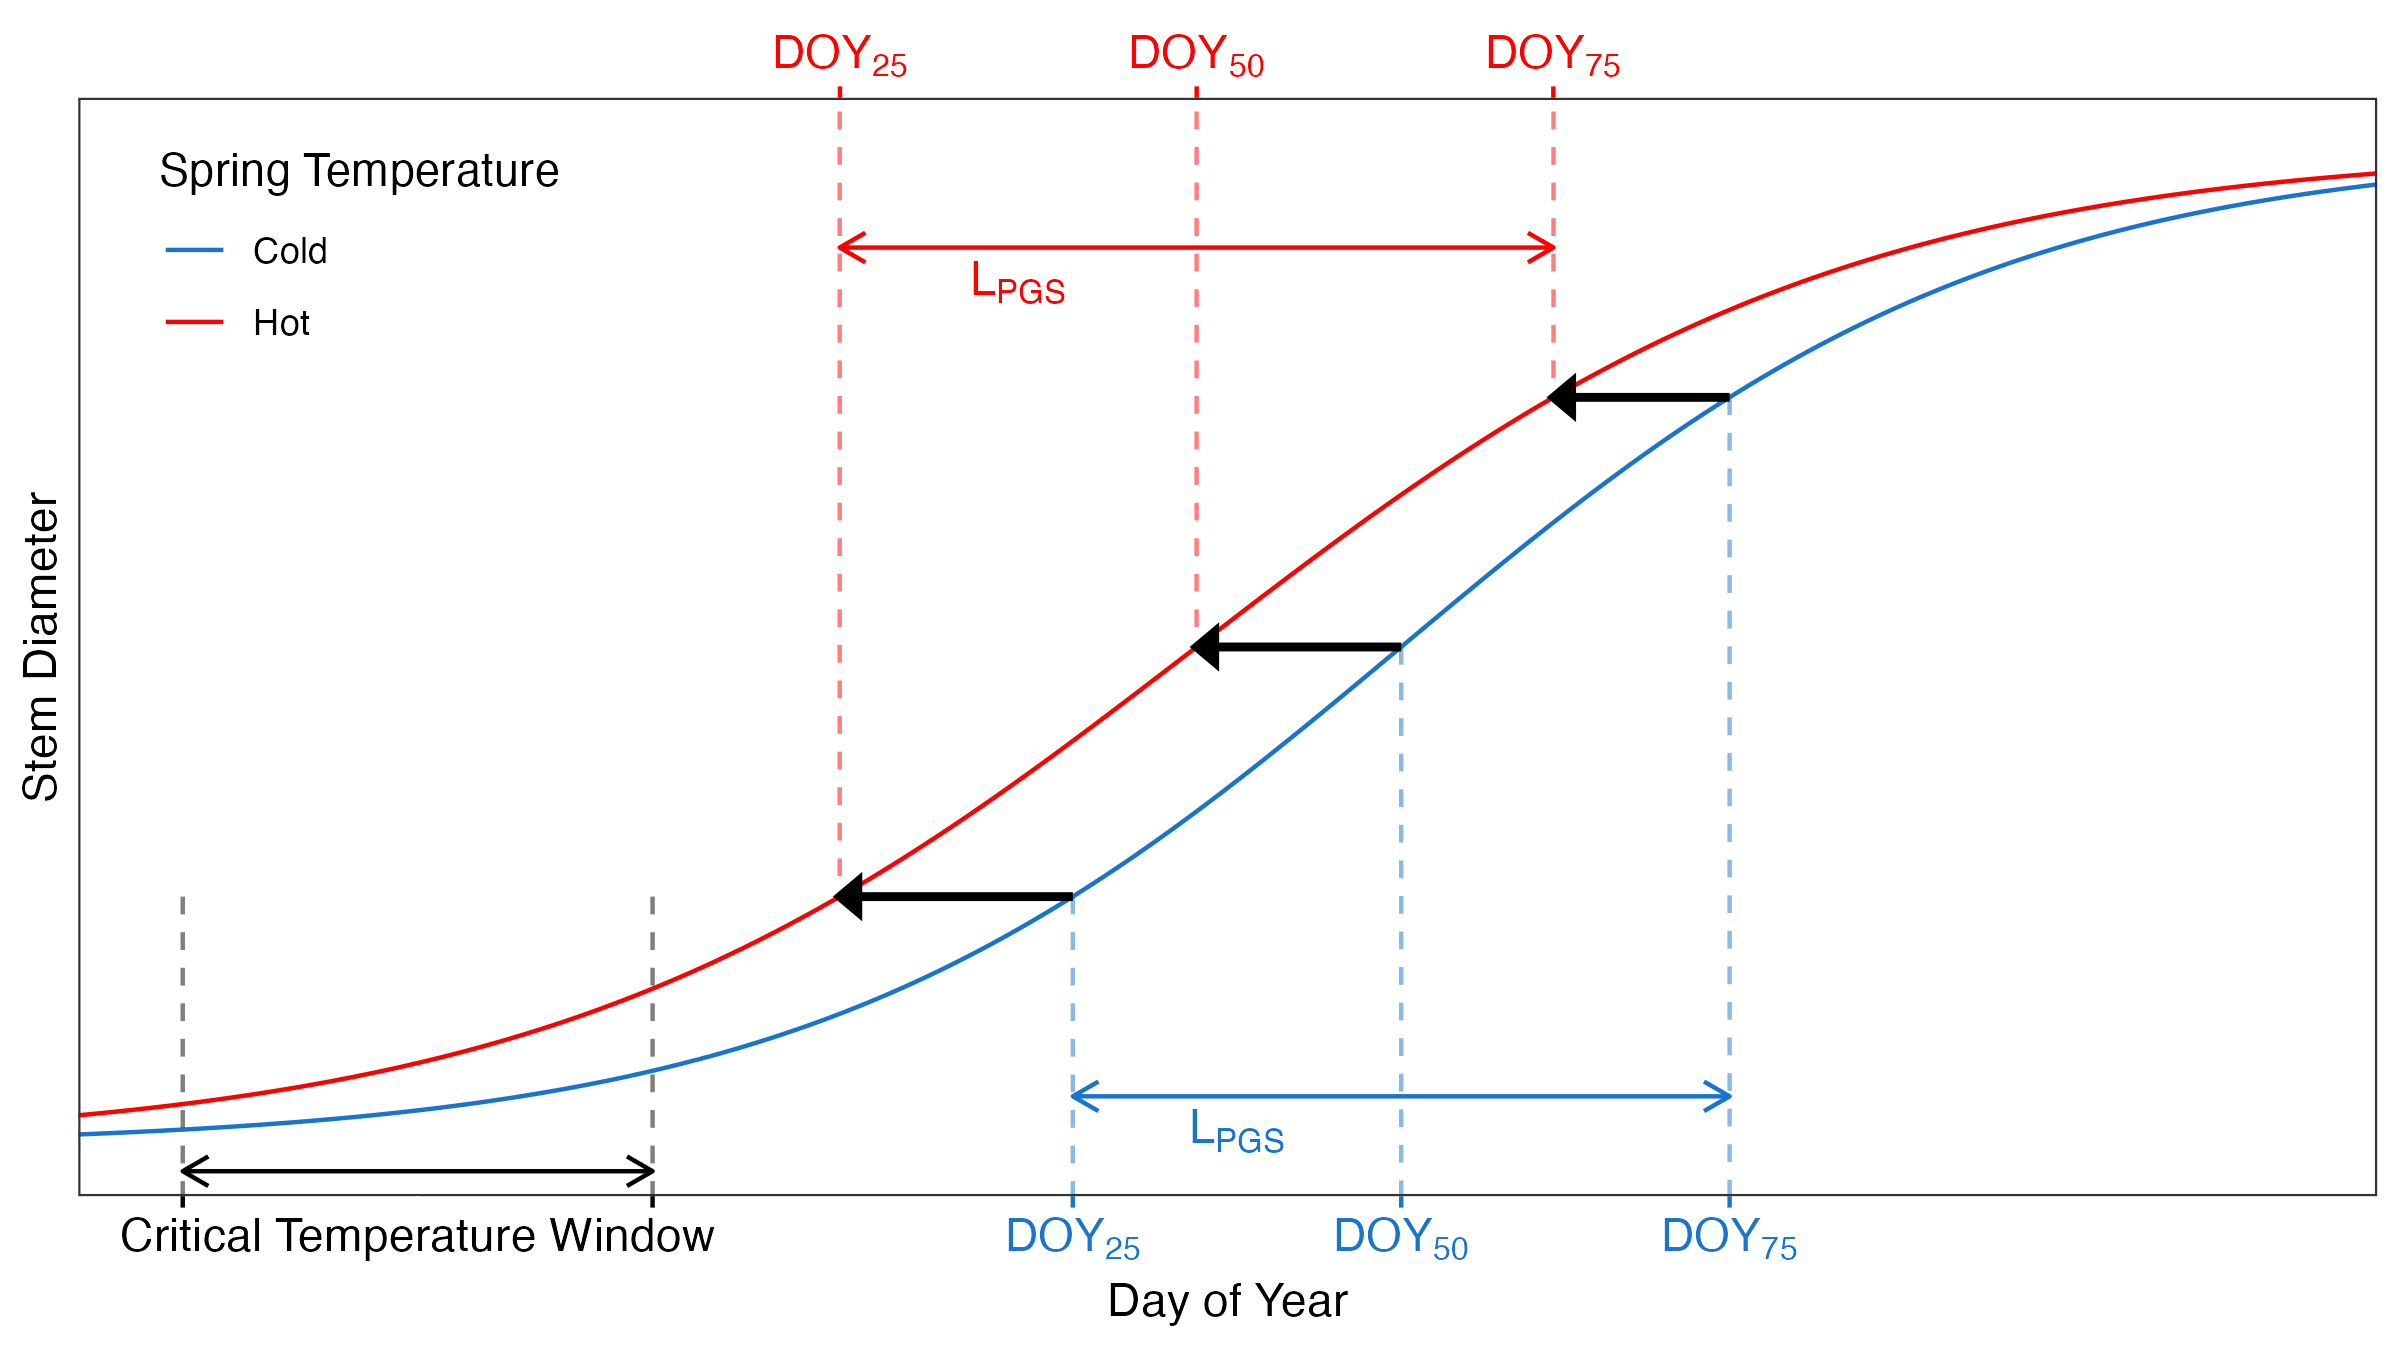 DOY25 DOY50 DOY75
Spring Temperature
Cold
Hot
LPGS
Stem Diameter
LPGS
Critical Temperature Window DOY25 DOY50 DOY75
Day of Year